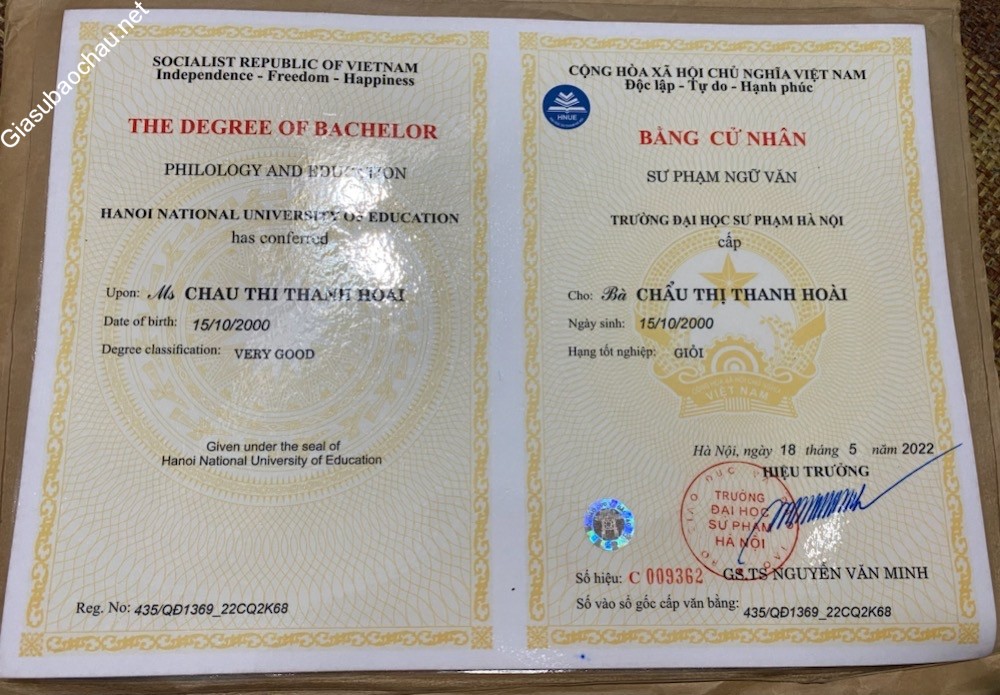 Giasubaochau.net
SOCIALIST REPUBLIC OF VIETNAM
Independence - Freedom - Happiness
THE DEGREE OF BACHELOR
PHILOLOGY AND EDUCATION
HANOI NATIONAL UNIVERSITY OF EDUCATION
has conferred
Upon: Ms CHAU THI THANH HOAI
Date of birth: 15/10/2000
Degree classification: VERY GOOD
Given under the seal of
Hanoi National University of Education
Reg. No: 435/QĐ1369_22CQ2K68
CỘNG HÒA XÃ HỘI CHỦ NGHĨA VIỆT NAM
Độc lập - Tự do - Hạnh phúc
HNUE
BẰNG CỬ NHÂN
SƯ PHẠM NGỮ VĂN
TRƯỜNG ĐẠI HỌC SƯ PHẠM HÀ NỘI
cấp
Cho: Bà CHẨU THỊ THANH HOÀI
Ngày sinh: 15/10/2000
Hạng tốt nghiệp: GIỎI
VIỆT NAM
Hà Nội, ngày 18 tháng 5 năm 2022
HIỆU TRƯỞNG
TRƯỜNG
ĐẠI HỌC
SƯ PHẠM
HÀ NỘI
Số hiệu: C 009362 GS.TS NGUYỄN VĂN MINH
Số vào sổ gốc cấp văn bằng: 435/QĐ1369_22CQ2K68